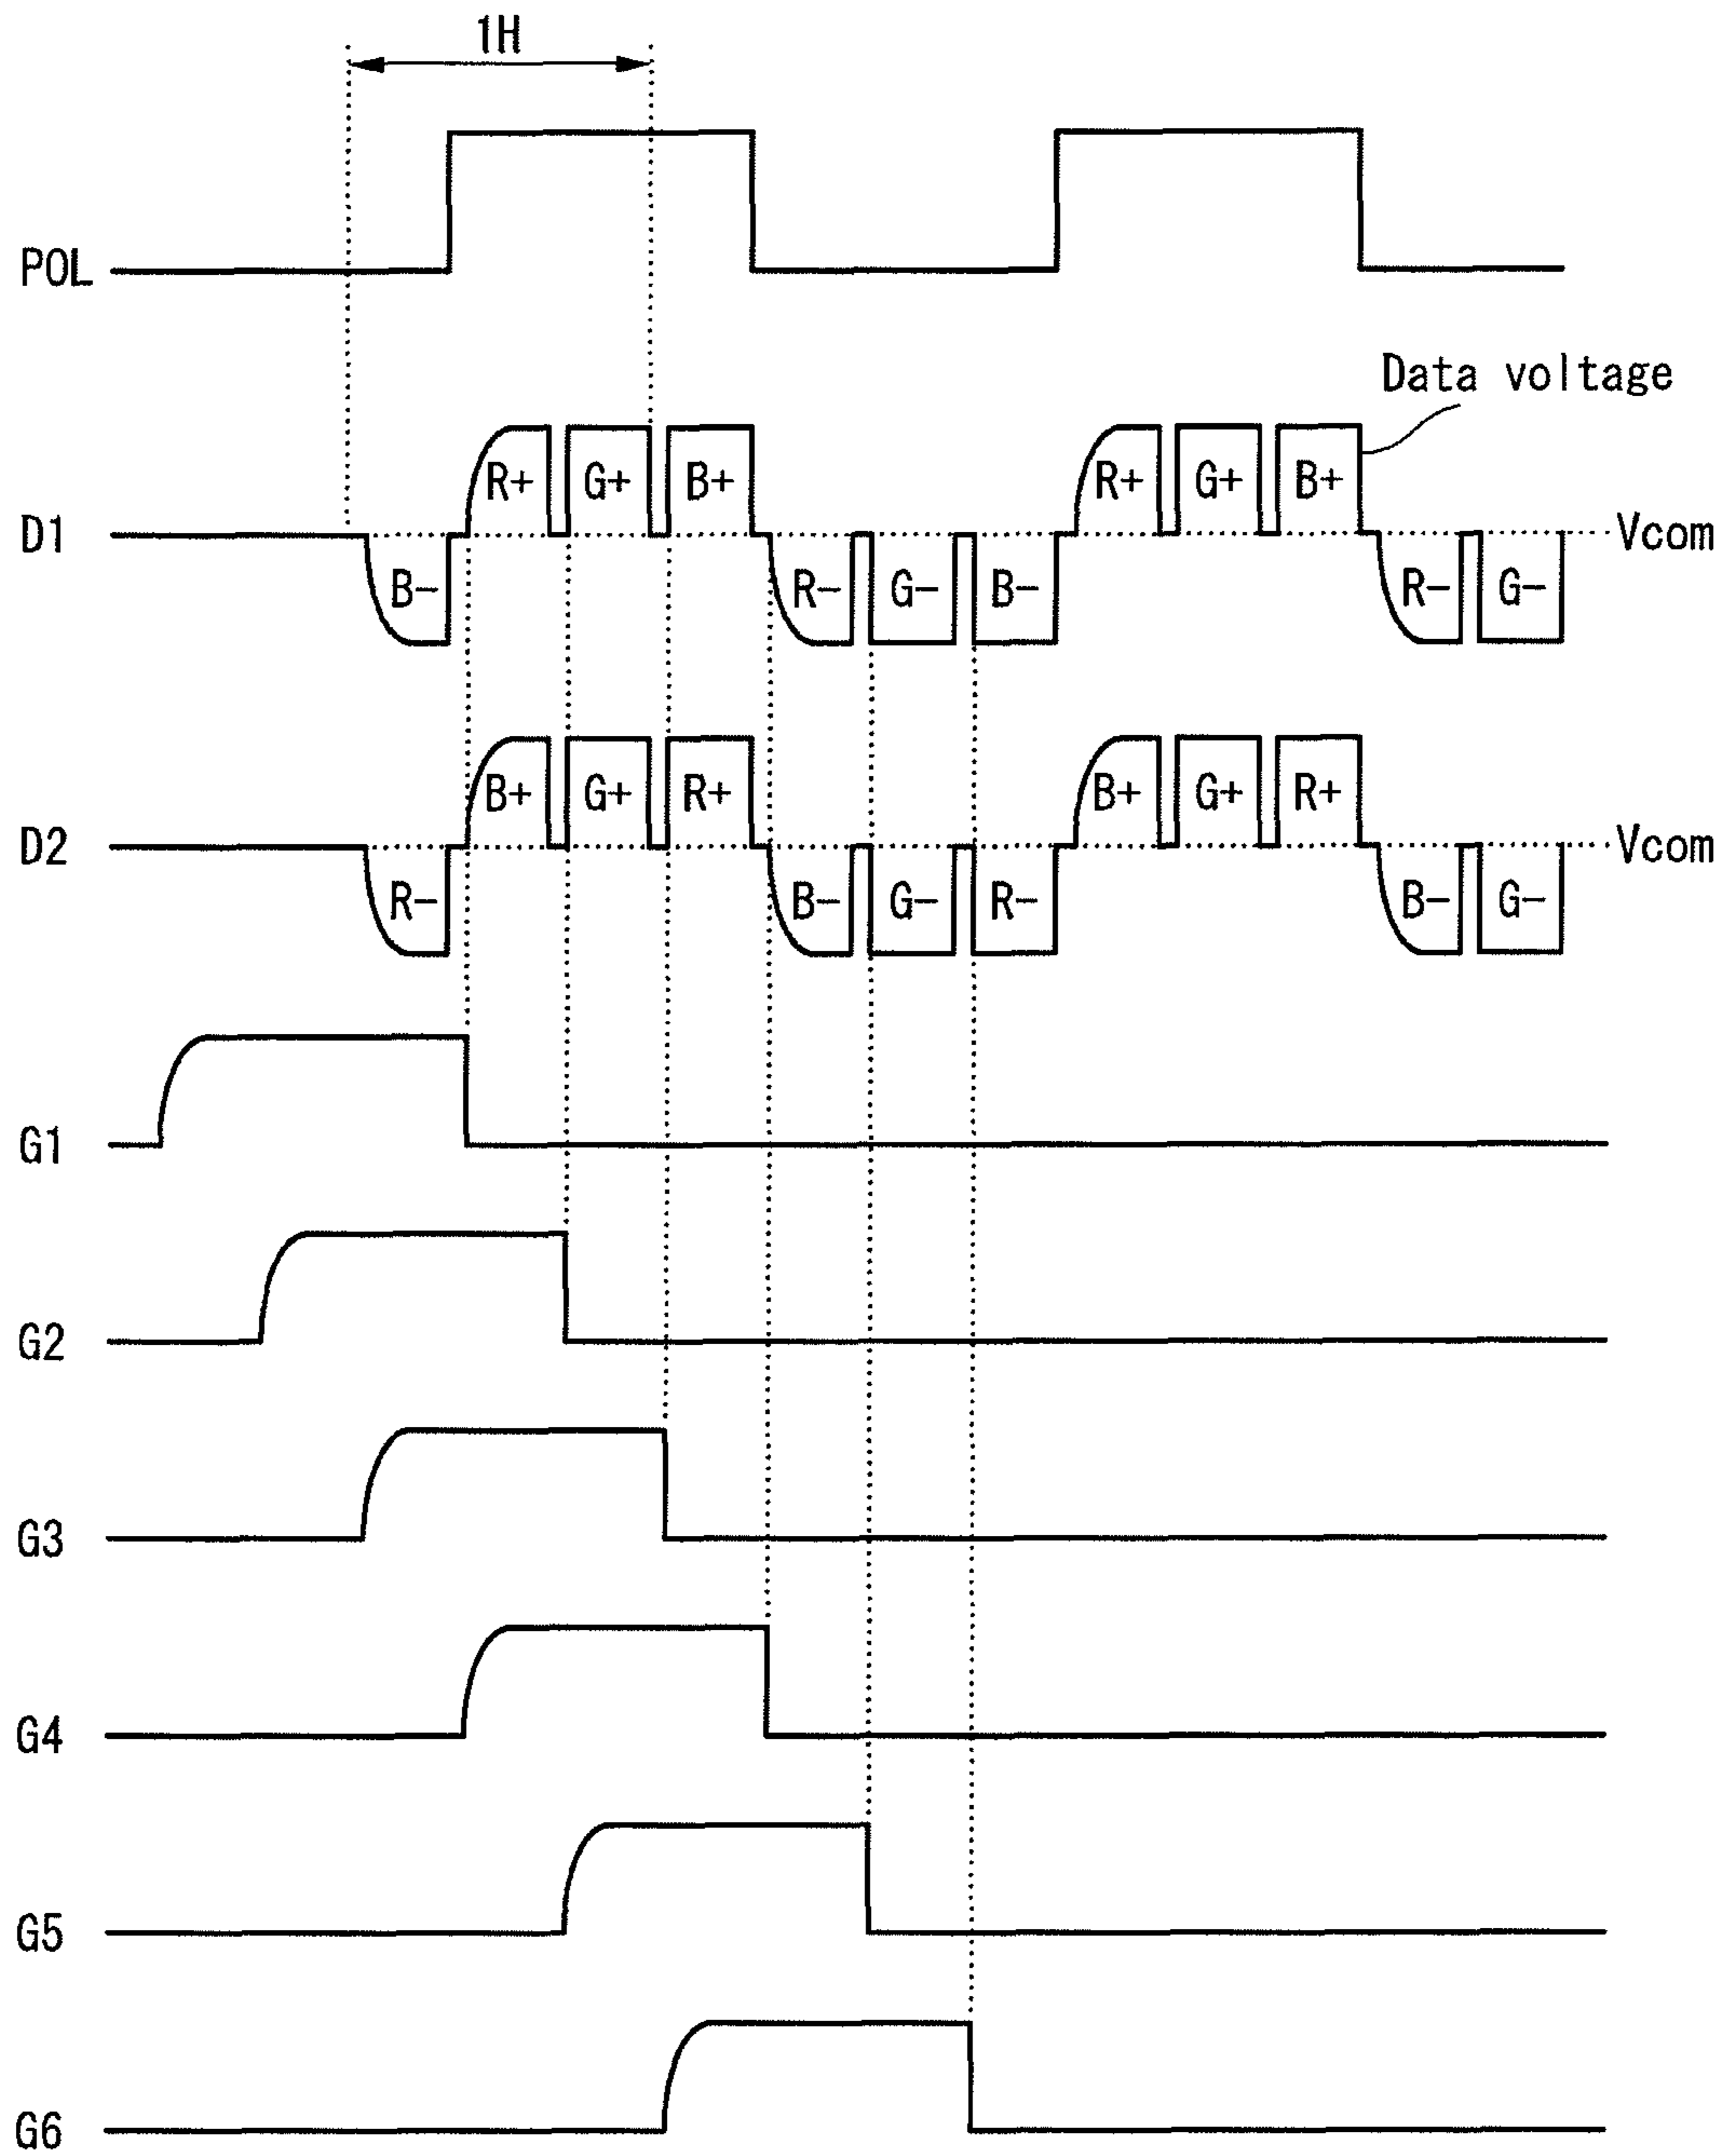 1H
POL
Data voltage
R+ G+ B+ R+ G+ B+
D1 Vcom
B- R- G- B- R- G-
B+ G+ R+ B+ G+ R+
D2 Vcom
R- B- G- R- B- G-
G1
G2
G3
G4
G5
G6